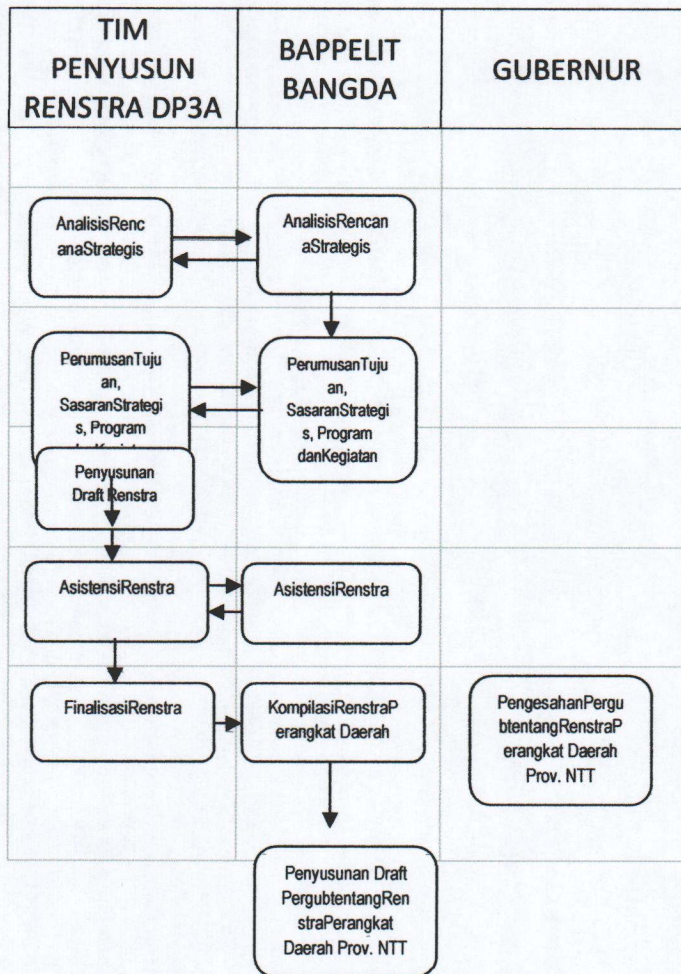 TIM
PENYUSUN
RENSTRA DP3A
BAPPELIT
BANGDA
GUBERNUR
AnalisisRenc
anaStrategis
AnalisisRencan
aStrategis
PerumusanTuju
an,
SasaranStrategi
s, Program
danKegiatan
PerumusanTuju
an,
SasaranStrategi
s, Program
danKegiatan
Penyusunan
Draft Renstra
AsistensiRenstra
AsistensiRenstra
FinalisasiRenstra
KompilasiRenstraP
erangkat Daerah
PengesahanPergu
btentangRenstraP
erangkat Daerah
Prov. NTT
Penyusunan Draft
PergubtentangRen
straPerangkat
Daerah Prov. NTT